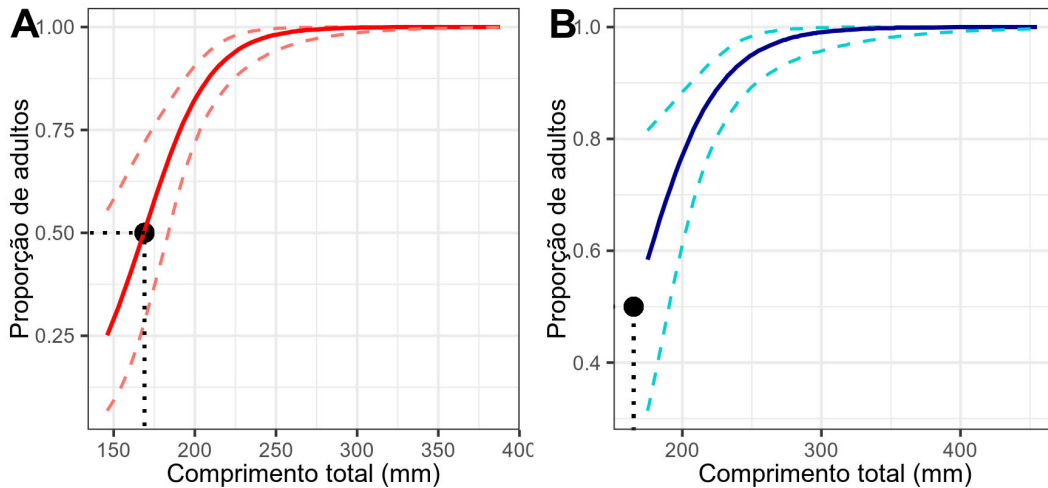 A
1.00
0.75
0.50
0.25
150 200 250 300 350 400
Comprimento total (mm)
Proporção de adultos
B
1.0
0.8
0.6
0.4
200 300 400
Comprimento total (mm)
Proporção de adultos